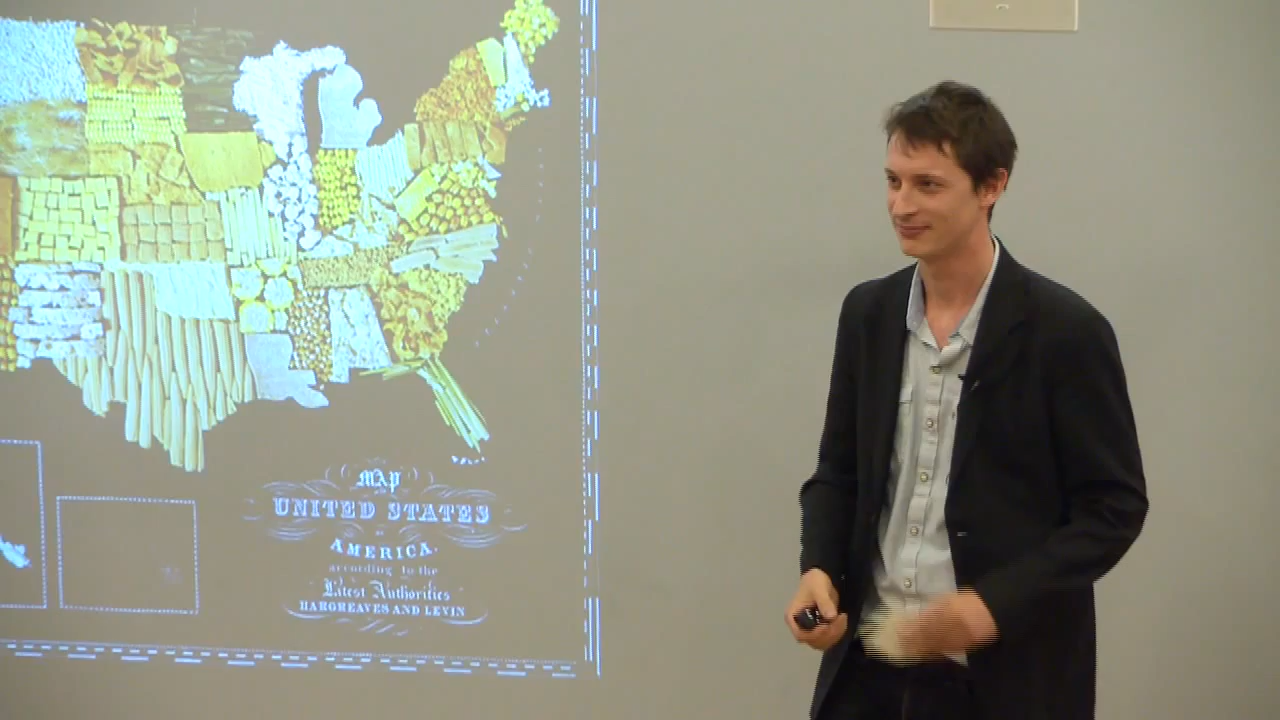 MAP
UNITED STATES
AMERICA,
according to the
Latest Authorities
HARGREAVES AND LEVIN